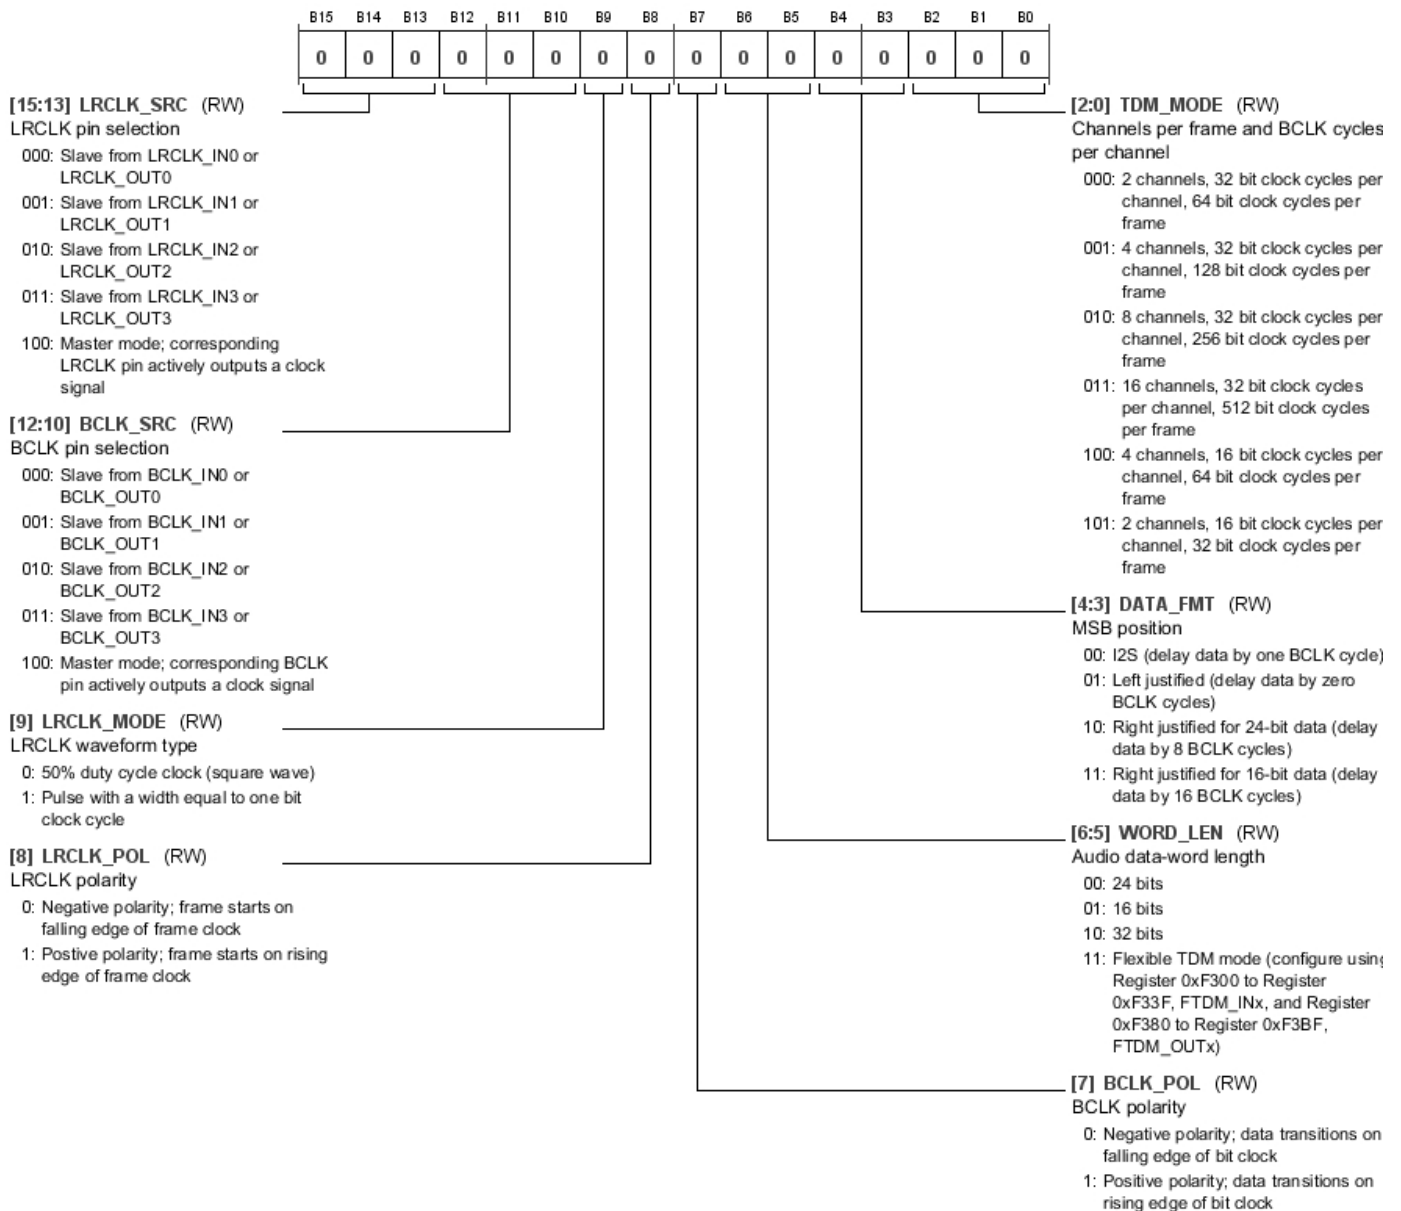 B15 B14 B13 B12 B11 B10 B9 B8 B7 B6 B5 B4 B3 B2 B1 B0
0 0 0 0 0 0 0 0 0 0 0 0 0 0 0 0
[15:13] LRCLK_SRC (RW)
LRCLK pin selection
000: Slave from LRCLK_IN0 or
LRCLK_OUT0
001: Slave from LRCLK_IN1 or
LRCLK_OUT1
010: Slave from LRCLK_IN2 or
LRCLK_OUT2
011: Slave from LRCLK_IN3 or
LRCLK_OUT3
100: Master mode; corresponding
LRCLK pin actively outputs a clock
signal
[12:10] BCLK_SRC (RW)
BCLK pin selection
000: Slave from BCLK_IN0 or
BCLK_OUT0
001: Slave from BCLK_IN1 or
BCLK_OUT1
010: Slave from BCLK_IN2 or
BCLK_OUT2
011: Slave from BCLK_IN3 or
BCLK_OUT3
100: Master mode; corresponding BCLK
pin actively outputs a clock signal
[9] LRCLK_MODE (RW)
LRCLK waveform type
0: 50% duty cycle clock (square wave)
1: Pulse with a width equal to one bit
clock cycle
[8] LRCLK_POL (RW)
LRCLK polarity
0: Negative polarity; frame starts on
falling edge of frame clock
1: Postive polarity; frame starts on rising
edge of frame clock
[2:0] TDM_MODE (RW)
Channels per frame and BCLK cycles
per channel
000: 2 channels, 32 bit clock cycles per
channel, 64 bit clock cycles per
frame
001: 4 channels, 32 bit clock cycles per
channel, 128 bit clock cycles per
frame
010: 8 channels, 32 bit clock cycles per
channel, 256 bit clock cycles per
frame
011: 16 channels, 32 bit clock cycles
per channel, 512 bit clock cycles
per frame
100: 4 channels, 16 bit clock cycles per
channel, 64 bit clock cycles per
frame
101: 2 channels, 16 bit clock cycles per
channel, 32 bit clock cycles per
frame
[4:3] DATA_FMT (RW)
MSB position
00: I2S (delay data by one BCLK cycle)
01: Left justified (delay data by zero
BCLK cycles)
10: Right justified for 24-bit data (delay
data by 8 BCLK cycles)
11: Right justified for 16-bit data (delay
data by 16 BCLK cycles)
[6:5] WORD_LEN (RW)
Audio data-word length
00: 24 bits
01: 16 bits
10: 32 bits
11: Flexible TDM mode (configure using
Register 0xF300 to Register
0xF33F, FTDM_INx, and Register
0xF380 to Register 0xF3BF,
FTDM_OUTx)
[7] BCLK_POL (RW)
BCLK polarity
0: Negative polarity; data transitions on
falling edge of bit clock
1: Positive polarity; data transitions on
rising edge of bit clock